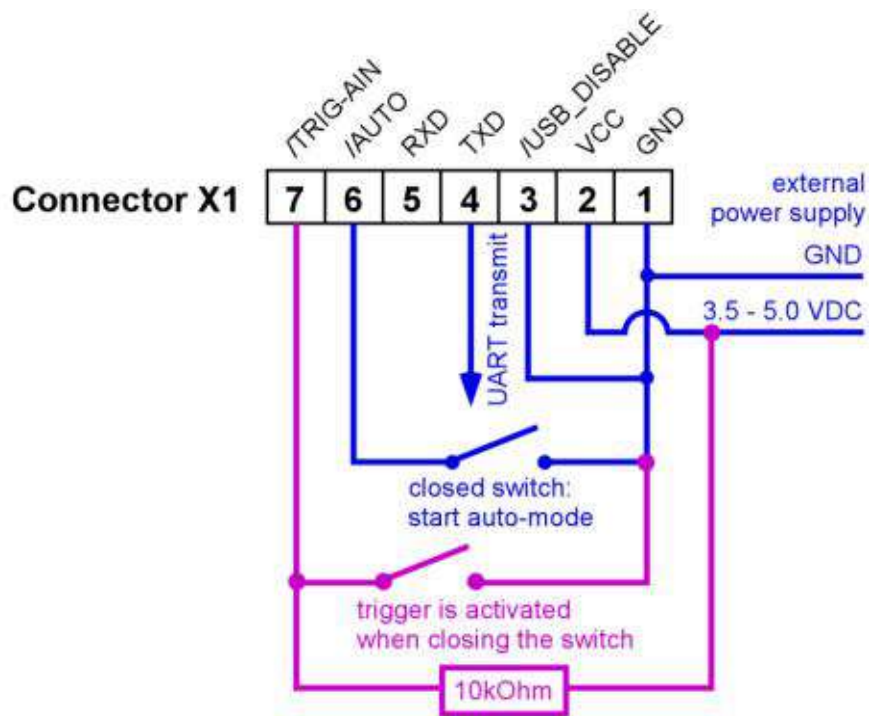 /TRIG-AIN
/AUTO
RXD
TXD
/USB_DISABLE
VCC
GND
Connector X1
7 6 5 4 3 2 1
external
power supply
GND
3.5 - 5.0 VDC
UART transmit
closed switch:
start auto-mode
trigger is activated
when closing the switch
10kOhm